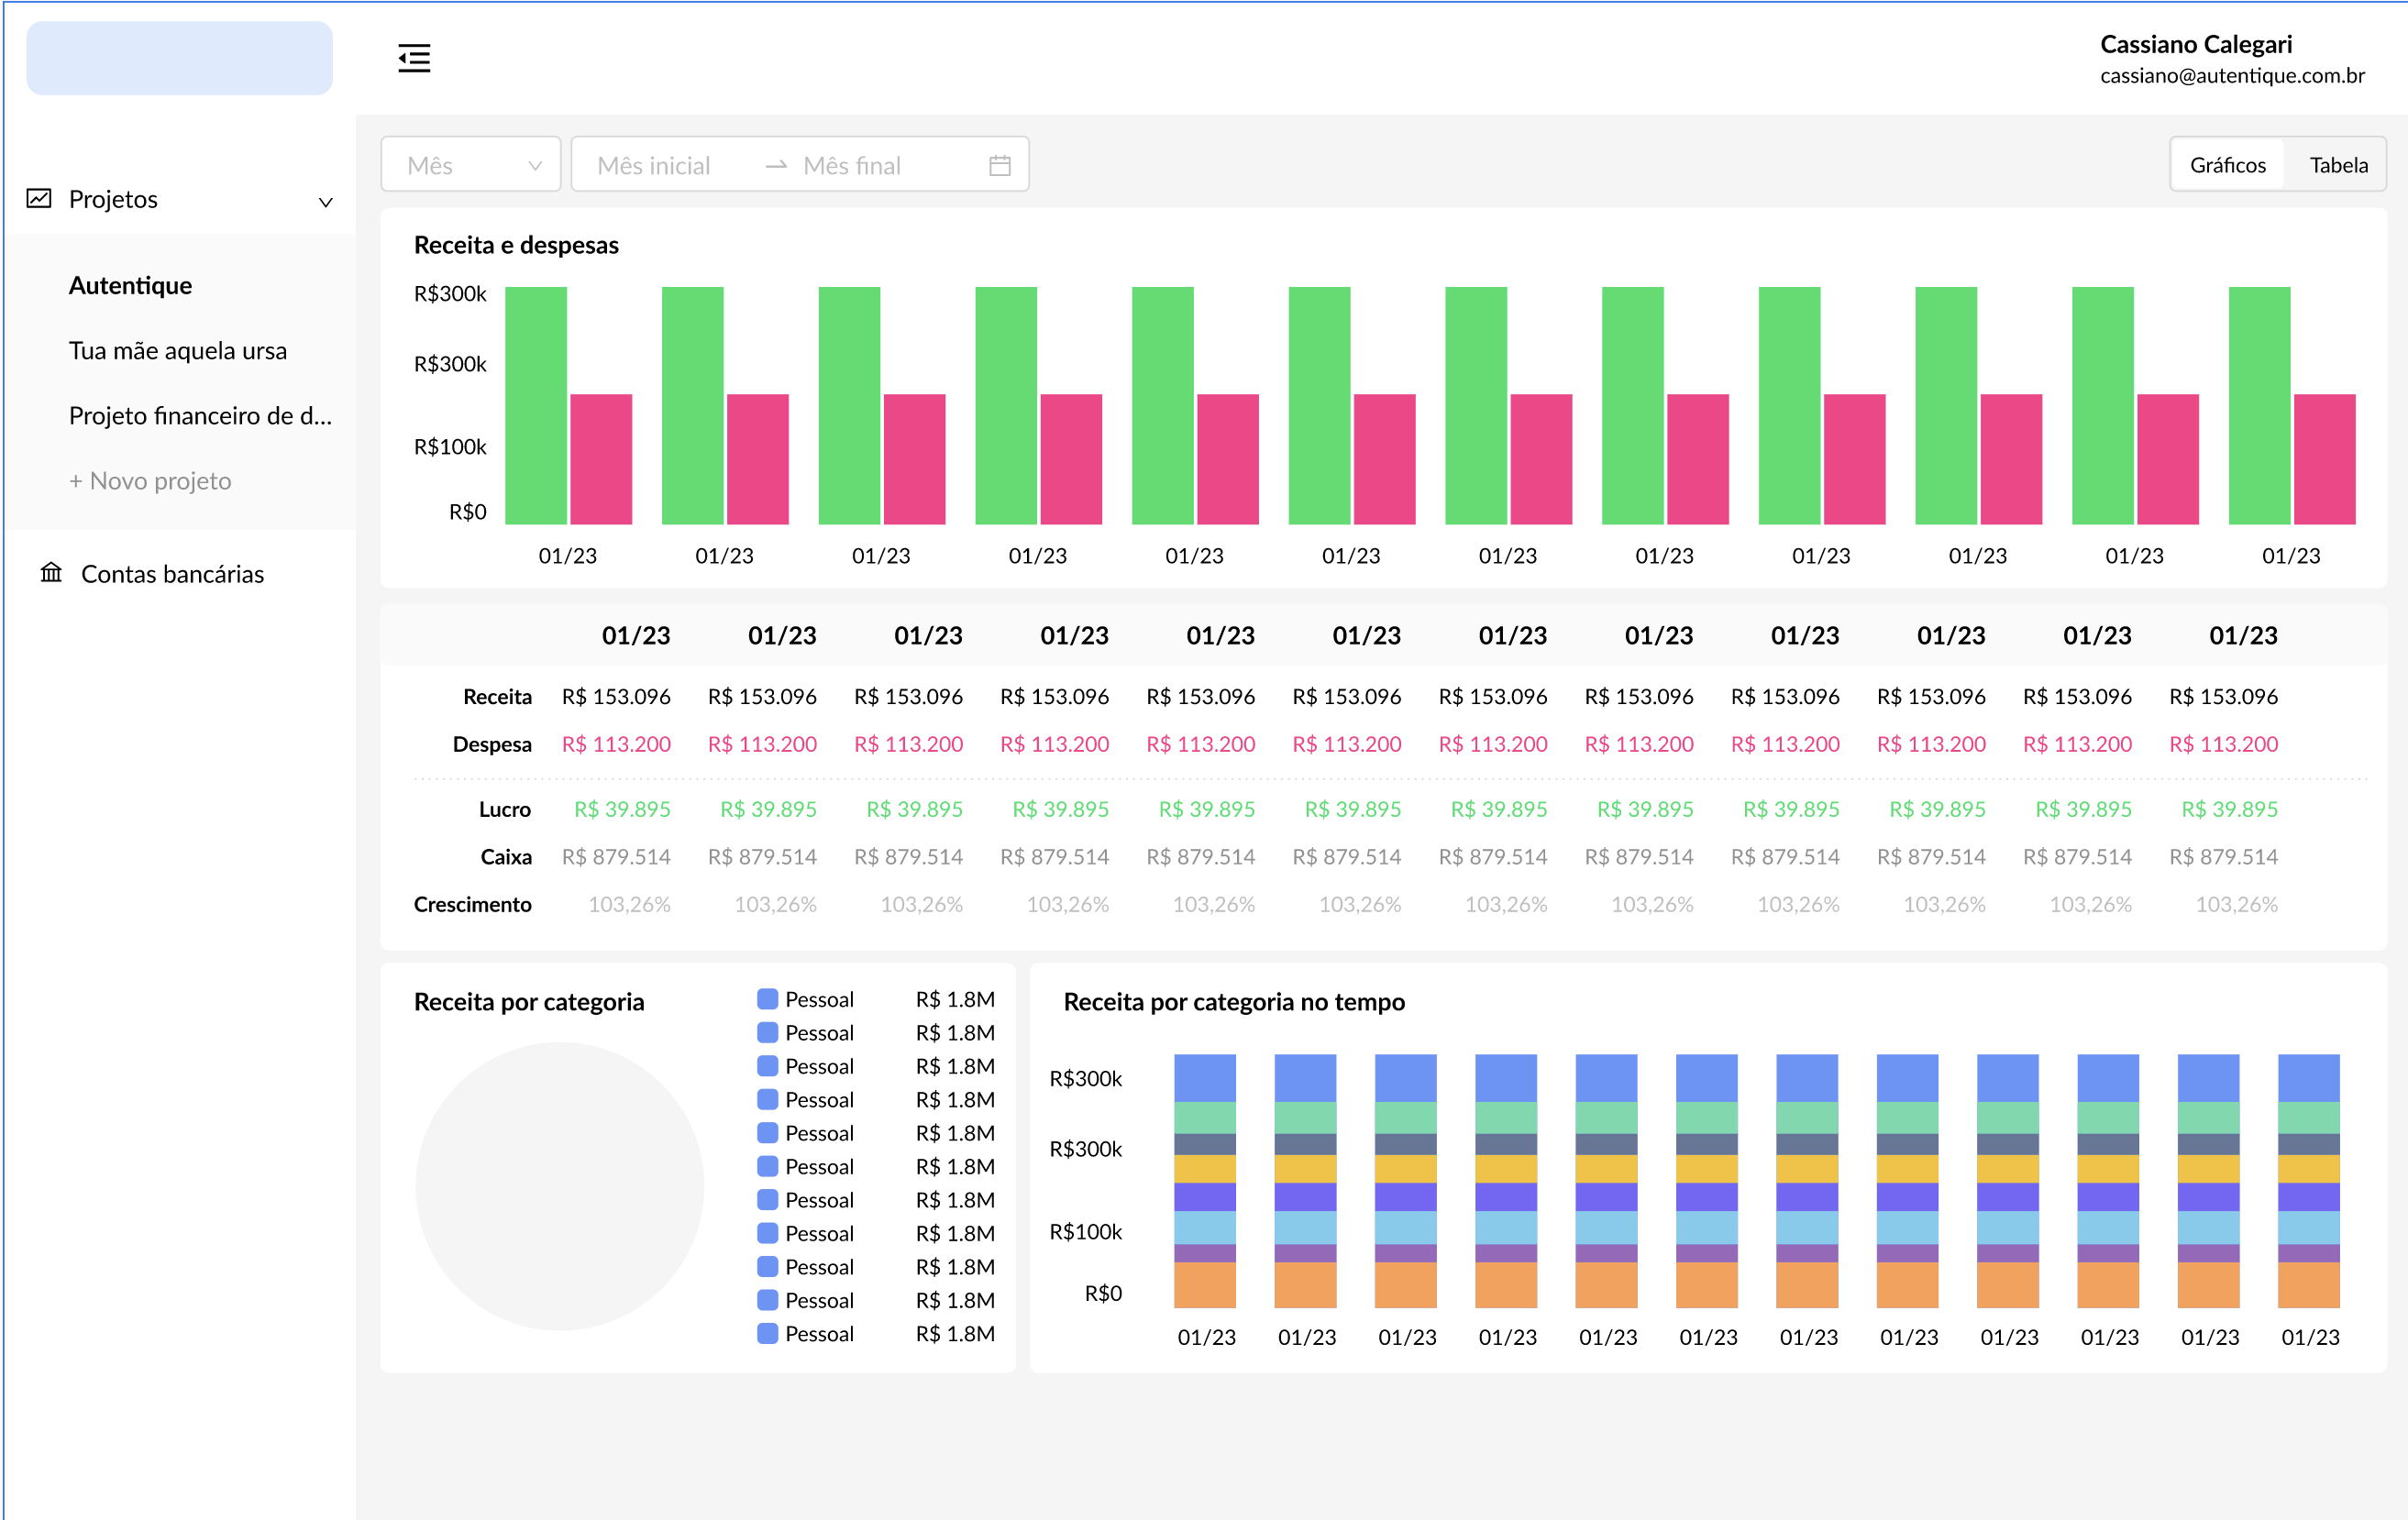 Cassiano Calegari
cassiano@autentique.com.br
Projetos
Autentique
Tua mãe aquela ursa
Projeto financeiro de d...
+ Novo projeto
Contas bancárias
Mês
Mês inicial → Mês final
Gráficos Tabela
Receita e despesas
R$300k
R$300k
R$100k
R$0
01/23 01/23 01/23 01/23 01/23 01/23 01/23 01/23 01/23 01/23 01/23 01/23
01/23 01/23 01/23 01/23 01/23 01/23 01/23 01/23 01/23 01/23 01/23 01/23
Receita R$ 153.096 R$ 153.096 R$ 153.096 R$ 153.096 R$ 153.096 R$ 153.096 R$ 153.096 R$ 153.096 R$ 153.096 R$ 153.096 R$ 153.096 R$ 153.096
Despesa R$ 113.200 R$ 113.200 R$ 113.200 R$ 113.200 R$ 113.200 R$ 113.200 R$ 113.200 R$ 113.200 R$ 113.200 R$ 113.200 R$ 113.200 R$ 113.200
Lucro R$ 39.895 R$ 39.895 R$ 39.895 R$ 39.895 R$ 39.895 R$ 39.895 R$ 39.895 R$ 39.895 R$ 39.895 R$ 39.895 R$ 39.895 R$ 39.895
Caixa R$ 879.514 R$ 879.514 R$ 879.514 R$ 879.514 R$ 879.514 R$ 879.514 R$ 879.514 R$ 879.514 R$ 879.514 R$ 879.514 R$ 879.514 R$ 879.514
Crescimento 103,26% 103,26% 103,26% 103,26% 103,26% 103,26% 103,26% 103,26% 103,26% 103,26% 103,26% 103,26%
Receita por categoria
Pessoal R$ 1.8M
Pessoal R$ 1.8M
Pessoal R$ 1.8M
Pessoal R$ 1.8M
Pessoal R$ 1.8M
Pessoal R$ 1.8M
Pessoal R$ 1.8M
Pessoal R$ 1.8M
Pessoal R$ 1.8M
Pessoal R$ 1.8M
Pessoal R$ 1.8M
Receita por categoria no tempo
R$300k
R$300k
R$100k
R$0
01/23 01/23 01/23 01/23 01/23 01/23 01/23 01/23 01/23 01/23 01/23 01/23